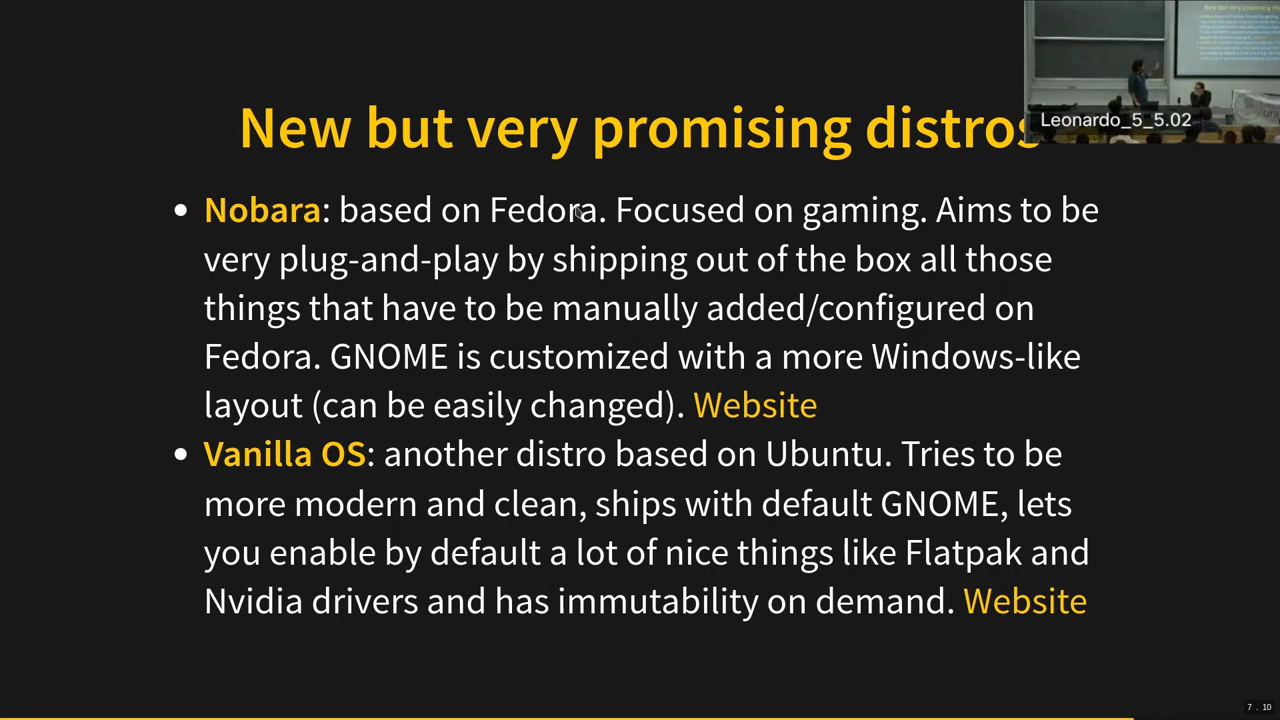 New but very promising distros
Leonardo_5_5.02
• Nobara: based on Fedora. Focused on gaming. Aims to be
very plug-and-play by shipping out of the box all those
things that have to be manually added/configured on
Fedora. GNOME is customized with a more Windows-like
layout (can be easily changed). Website
• Vanilla OS: another distro based on Ubuntu. Tries to be
more modern and clean, ships with default GNOME, lets
you enable by default a lot of nice things like Flatpak and
Nvidia drivers and has immutability on demand. Website
7 . 10